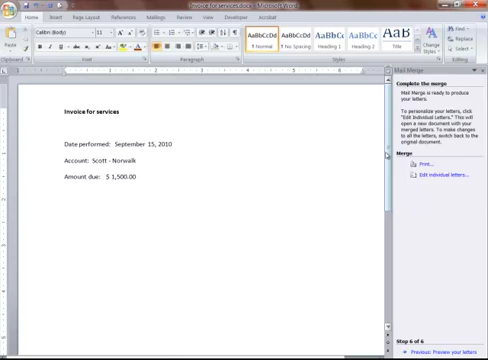 Invoice for services.docx - Microsoft Word
Home Insert Page Layout References Mailings Review View Developer Acrobat
Calibri (Body) 11
Paste
Clipboard Font Paragraph Styles Editing
AaBbCcDd AaBbCcDd AaBbC AaBbCc AaB
Normal No Spacing Heading 1 Heading 2 Title
Change Styles
Find
Replace
Select
Invoice for services
Date performed: September 15, 2010
Account: Scott - Norwalk
Amount due: $ 1,500.00
Mail Merge
Complete the merge
Mail Merge is ready to produce
your letters.
To personalize your letters, click
"Edit Individual Letters." This will
open a new document with your
merged letters. To make changes
to all the letters, switch back to the
original document.
Merge
Print...
Edit individual letters...
Step 6 of 6
Previous: Preview your letters